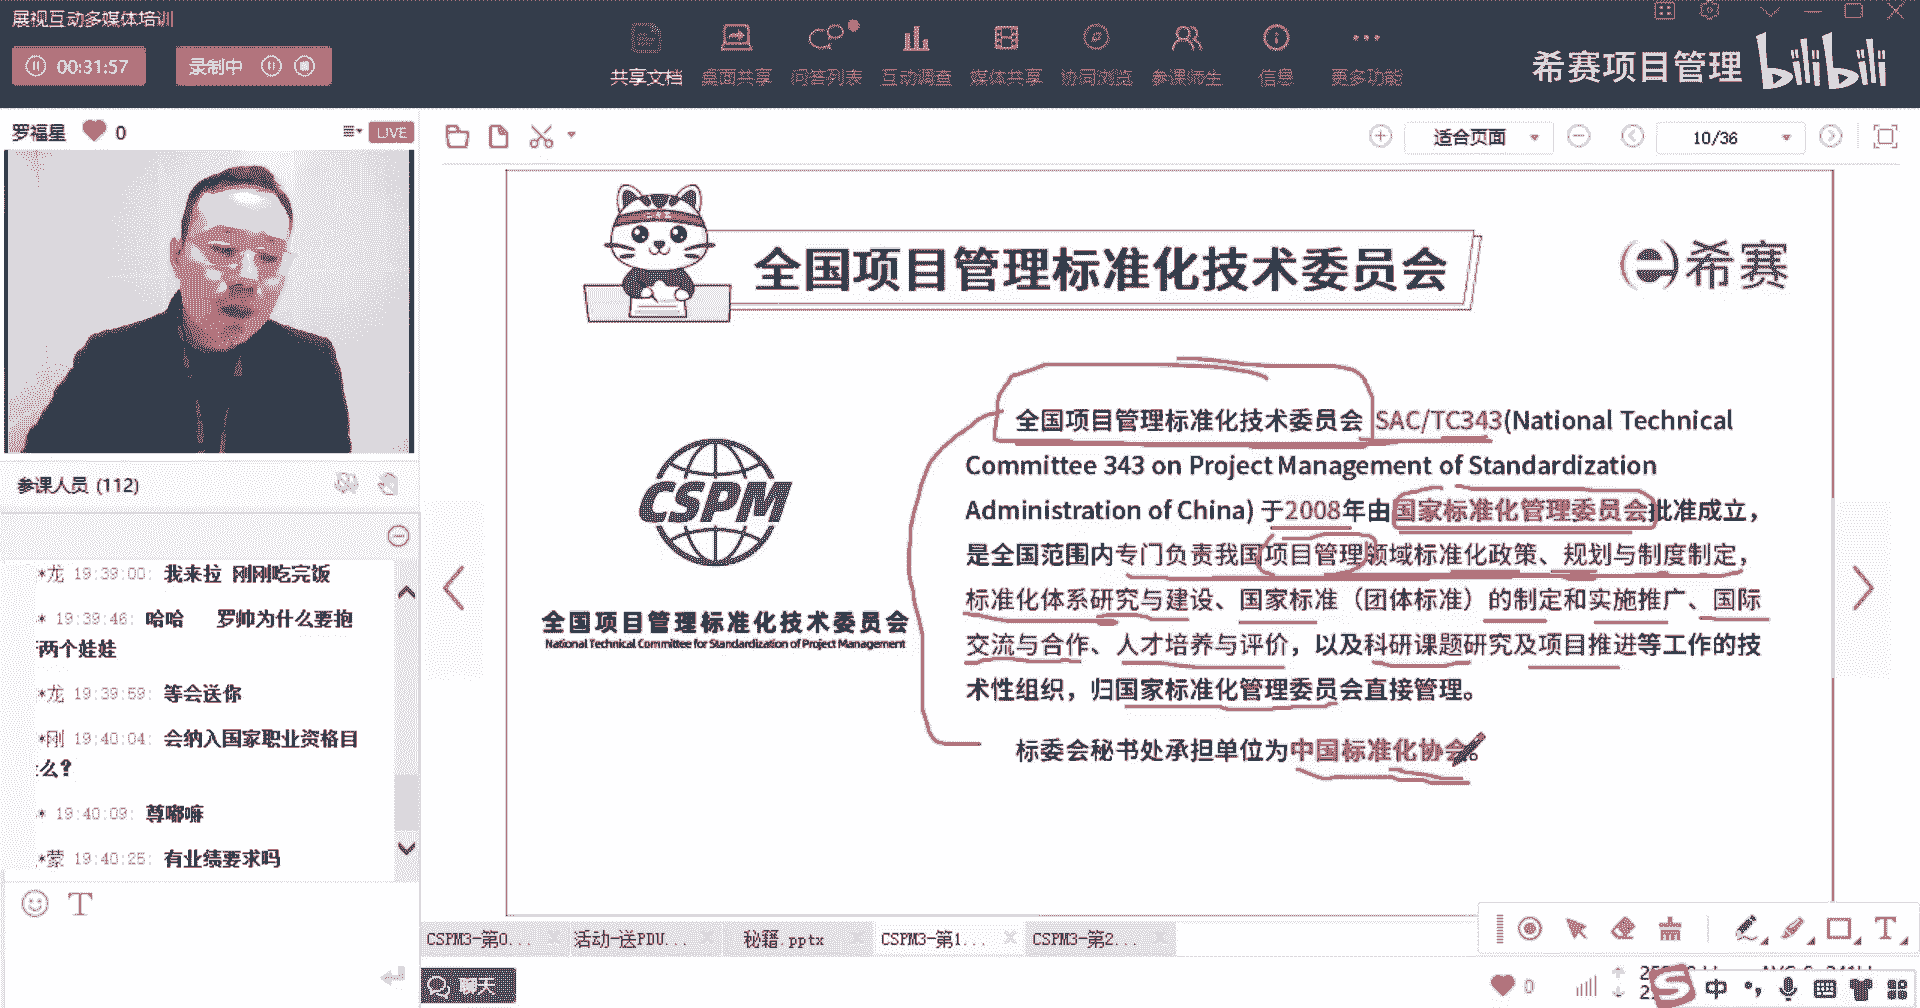 展视互动多媒体培训
00:31:57
录制中
共享文档 桌面共享 问答列表 互动调查 媒体共享 协同浏览 参课师生 信息 更多功能
希赛项目管理 bilibili
罗福星 0 LIVE
适合页面 10/36
全国项目管理标准化技术委员会
希赛
全国项目管理标准化技术委员会 SAC/TC343(National Technical
Committee 343 on Project Management of Standardization
Administration of China) 于2008年由国家标准化管理委员会批准成立，
是全国范围内专门负责我国项目管理领域标准化政策、规划与制度制定，
标准化体系研究与建设、国家标准（团体标准）的制定和实施推广、国际
交流与合作、人才培养与评价，以及科研课题研究及项目推进等工作的技
术性组织，归国家标准化管理委员会直接管理。
标委会秘书处承担单位为中国标准化协会。
CSPM
全国项目管理标准化技术委员会
National Technical Committee for Standardization of Project Management
参课人员 (112)
*龙 19:39:00: 我来拉 刚刚吃完饭
* 19:39:46: 哈哈 罗帅为什么要抱
两个娃娃
*龙 19:39:59: 等会送你
*刚 19:40:04: 会纳入国家职业资格目
么?
* 19:40:09: 尊嘟嘛
*蒙 19:40:25: 有业绩要求吗
CSPM3-第0... 活动-送PDU... 秘籍.pptx CSPM3-第1... CSPM3-第2...
聊天
0
中